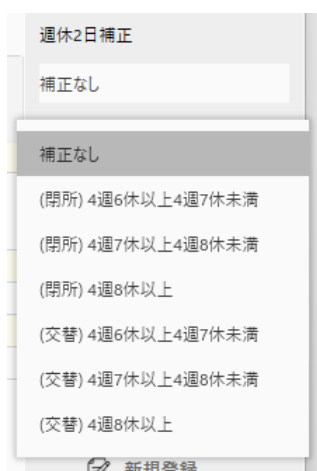 週休2日補正
補正なし
補正なし
(閉所) 4週6休以上4週7休未満
(閉所) 4週7休以上4週8休未満
(閉所) 4週8休以上
(交替) 4週6休以上4週7休未満
(交替) 4週7休以上4週8休未満
(交替) 4週8休以上
新規登録